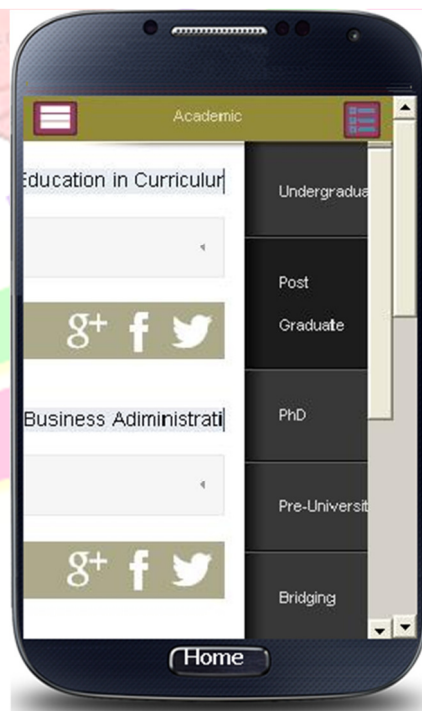 Academic
Education in Curriculur
g+ f
Business Adiministrati
g+ f
Undergradua
Post
Graduate
PhD
Pre-Universit
Bridging
Home